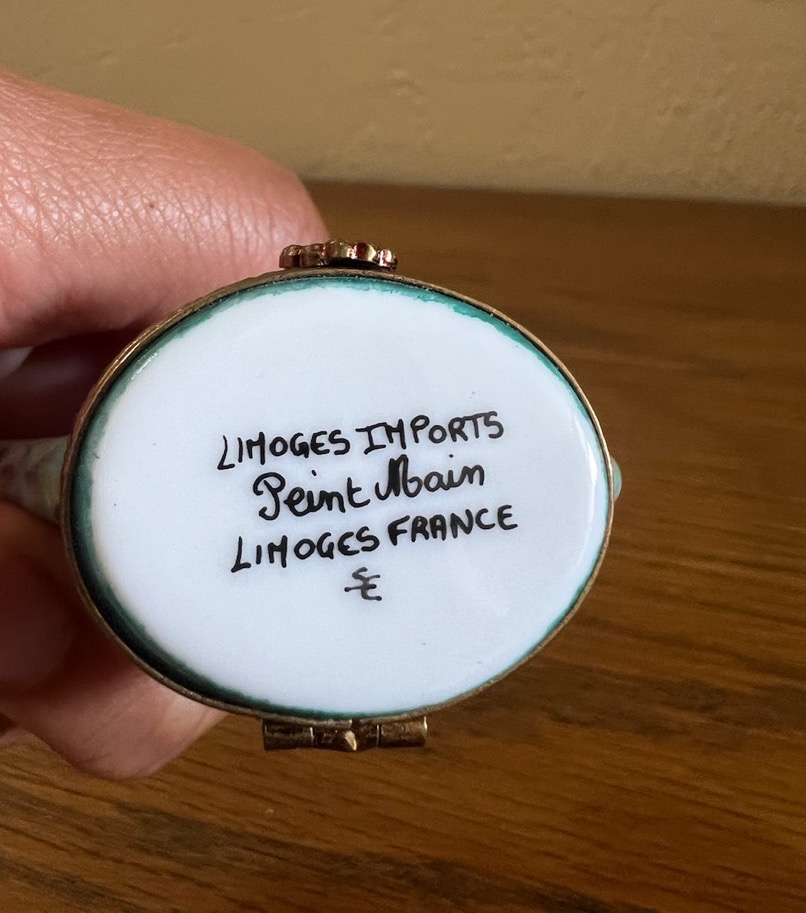 LIMOGES IMPORTS
Peint Main
LIMOGES FRANCE
SE